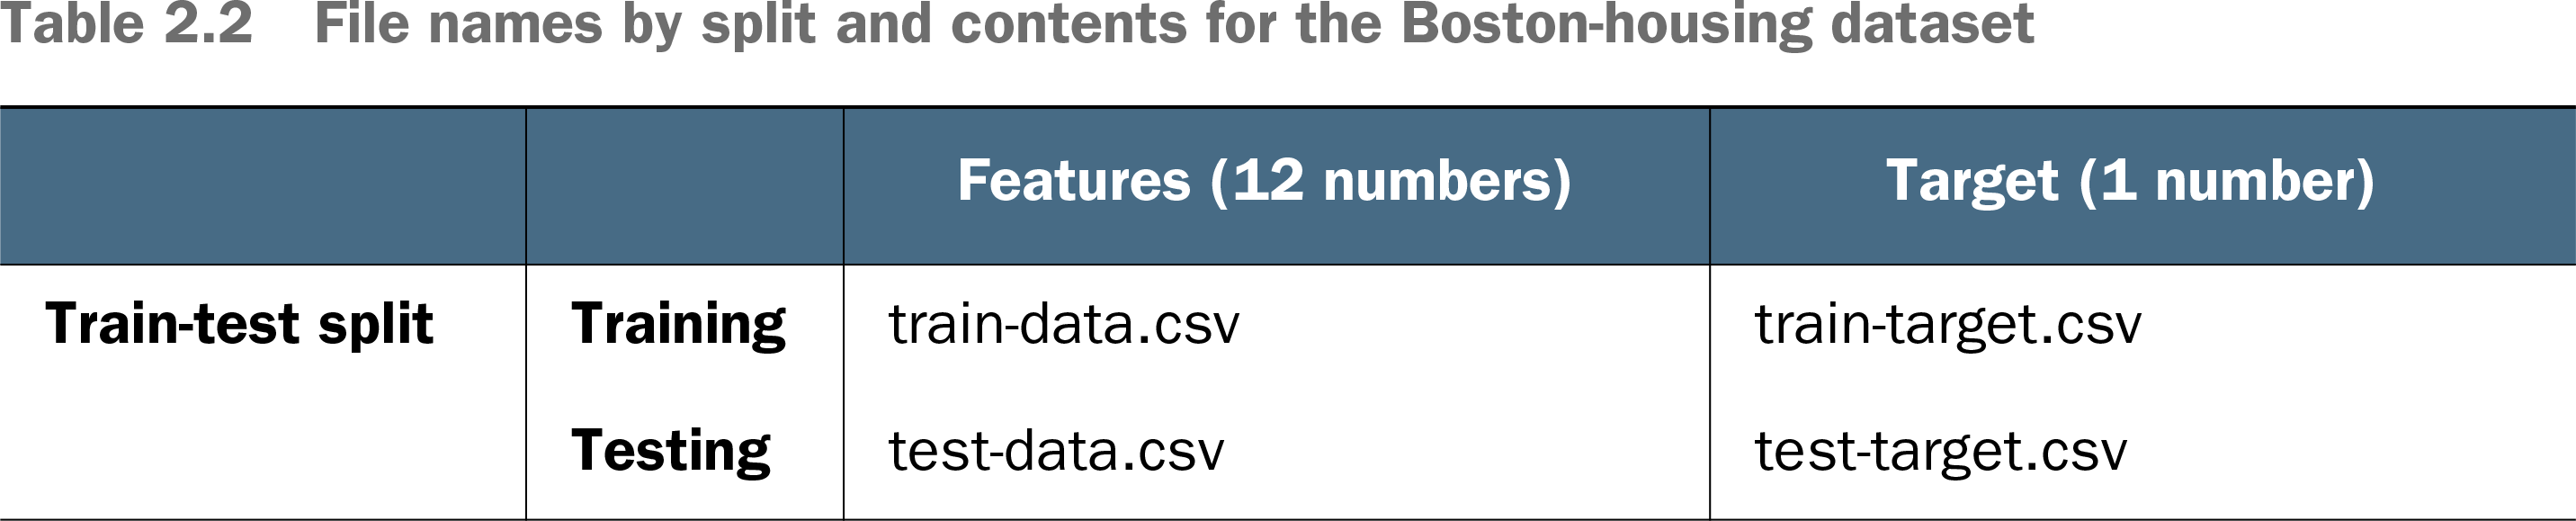 Table 2.2 File names by split and contents for the Boston-housing dataset
Features (12 numbers) Target (1 number)
Train-test split Training train-data.csv train-target.csv
Testing test-data.csv test-target.csv